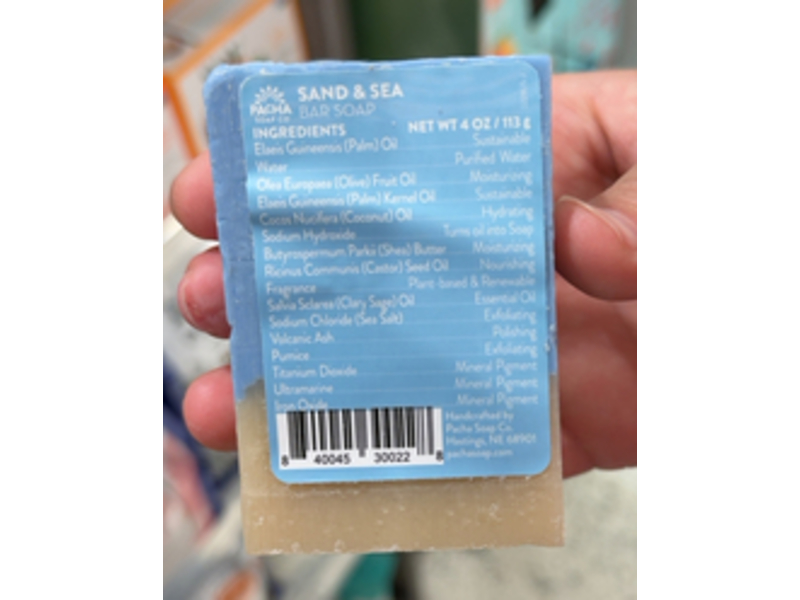 PACHA
SOAP CO.
SAND & SEA
BAR SOAP
INGREDIENTS NET WT 4 OZ / 113 g
Elaeis Guineensis (Palm) Oil Sustainable
Water Purified Water
Olea Europaea (Olive) Fruit Oil Moisturizing
Elaeis Guineensis (Palm) Kernel Oil Sustainable
Cocos Nucifera (Coconut) Oil Hydrating
Sodium Hydroxide Turns oil into Soap
Butyrospermum Parkii (Shea) Butter Moisturizing
Ricinus Communis (Castor) Seed Oil Nourishing
Fragrance Plant-based & Renewable
Salvia Sclarea (Clary Sage) Oil Essential Oil
Sodium Chloride (Sea Salt) Exfoliating
Volcanic Ash Polishing
Pumice Exfoliating
Titanium Dioxide Mineral Pigment
Ultramarine Mineral Pigment
Iron Oxide Mineral Pigment
Handcrafted by
Pacha Soap Co.
Hastings, NE 68901
pachasoap.com
8 40045 30022 8